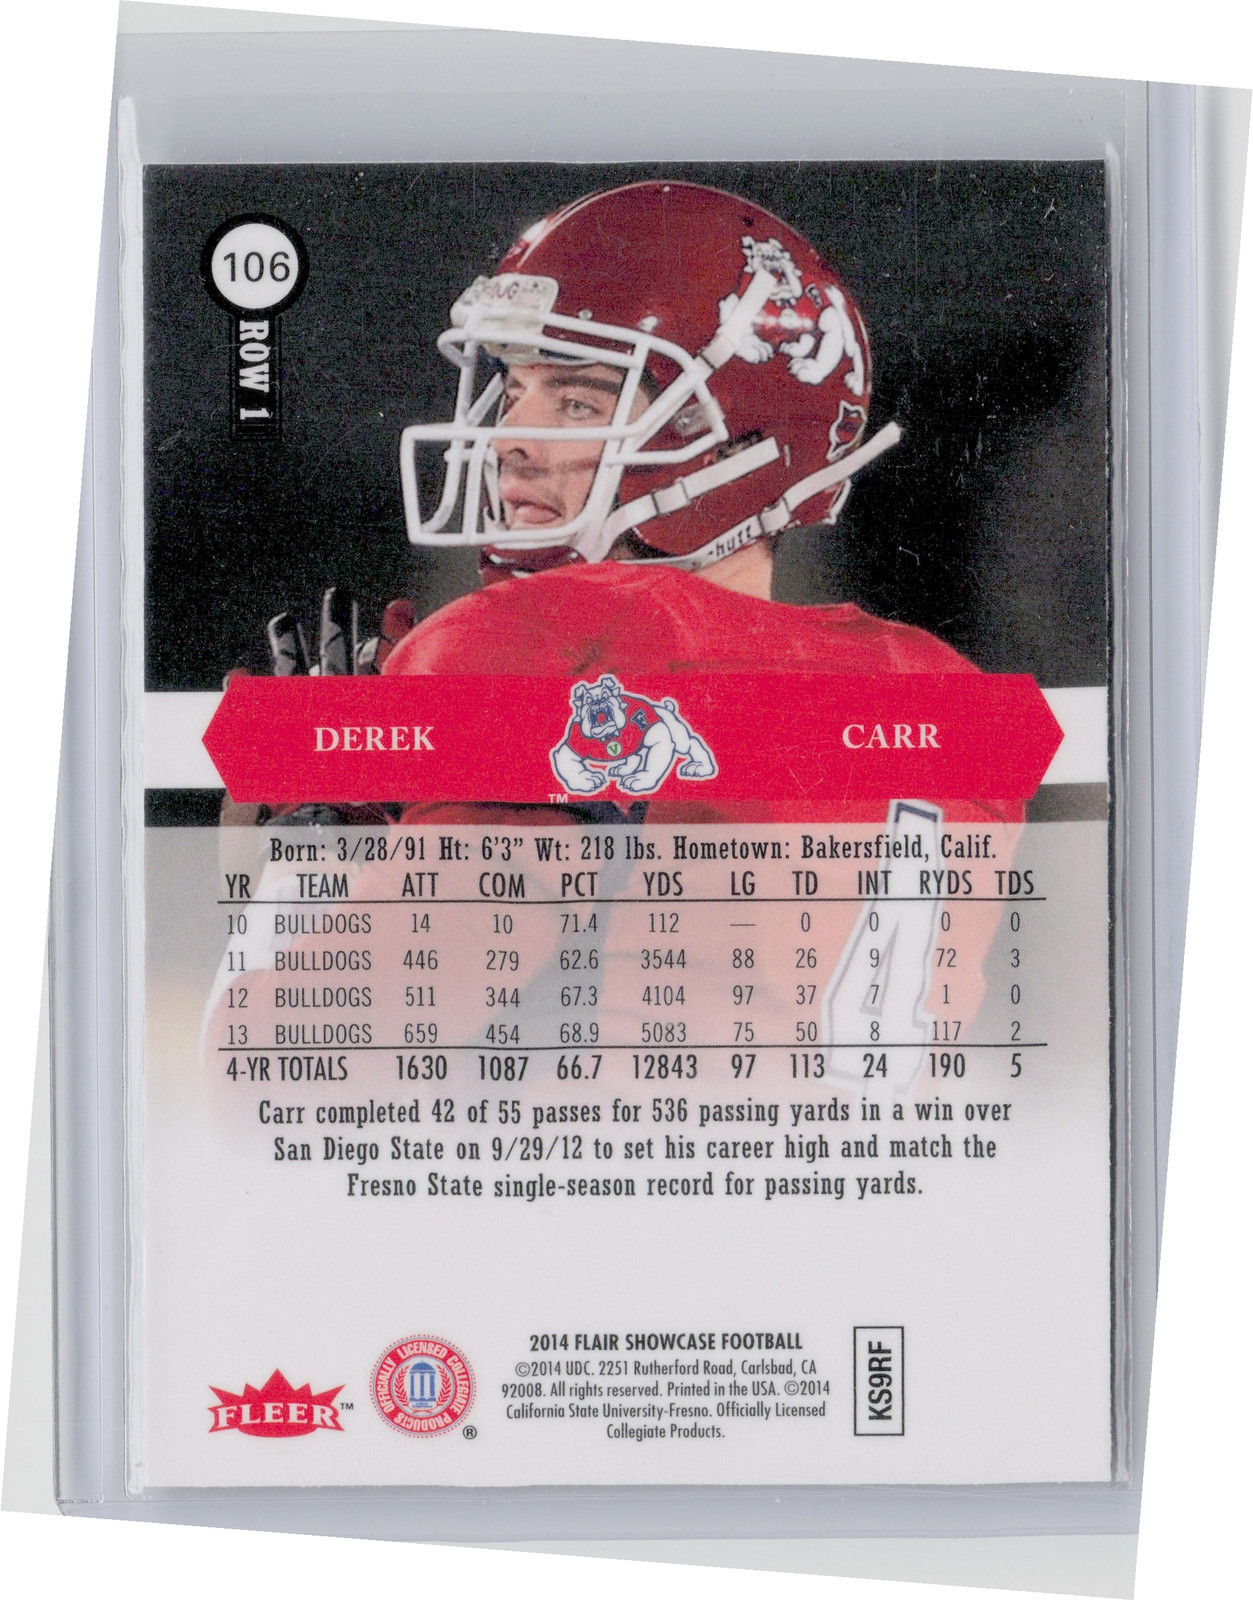 106
ROW 1
chutt
DEREK CARR
F
V
TM
4
Born: 3/28/91 Ht: 6'3" Wt: 218 lbs. Hometown: Bakersfield, Calif.
YR TEAM ATT COM PCT YDS LG TD INT RYDS TDS
10 BULLDOGS 14 10 71.4 112 — 0 0 0 0
11 BULLDOGS 446 279 62.6 3544 88 26 9 72 3
12 BULLDOGS 511 344 67.3 4104 97 37 7 1 0
13 BULLDOGS 659 454 68.9 5083 75 50 8 117 2
4-YR TOTALS 1630 1087 66.7 12843 97 113 24 190 5
Carr completed 42 of 55 passes for 536 passing yards in a win over
San Diego State on 9/29/12 to set his career high and match the
Fresno State single-season record for passing yards.
FLEER™
OFFICIALLY LICENSED COLLEGIATE PRODUCTS
®
2014 FLAIR SHOWCASE FOOTBALL
©2014 UDC. 2251 Rutherford Road, Carlsbad, CA
92008. All rights reserved. Printed in the USA. ©2014
California State University-Fresno. Officially Licensed
Collegiate Products.
KS9RF